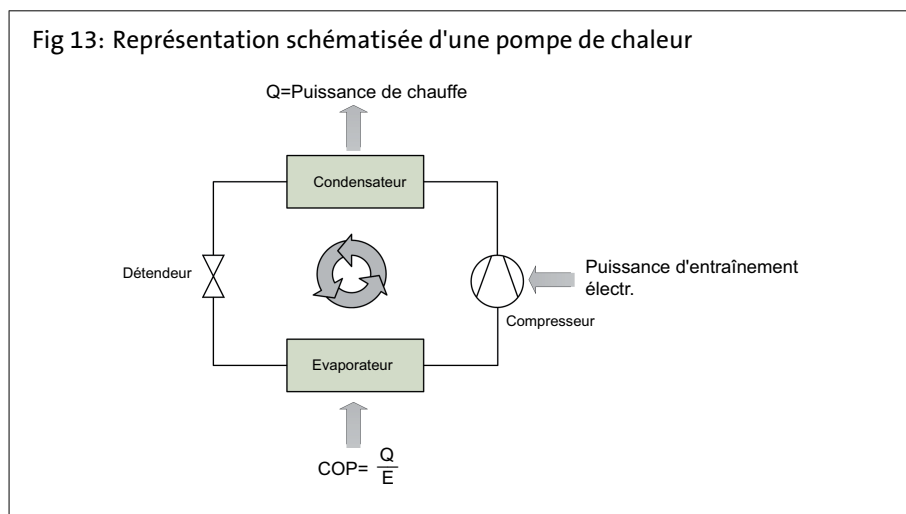 Fig 13: Représentation schématisée d'une pompe de chaleur
Q=Puissance de chauffe
Condensateur
Détendeur
Puissance d'entraînement
électr.
Compresseur
Evaporateur
COP= Q
E